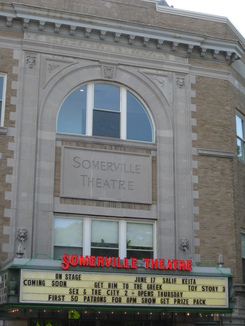 SOMERVILLE
THEATRE
SOMERVILLE THEATRE
ON STAGE JUNE 17 SALIF KEITA
COMING SOON GET HIM TO THE GREEK TOY STORY 3
SEX & THE CITY 2 - OPENS THURSDAY
FIRST 50 PATRONS FOR 8PM SHOW GET PRIZE PACK